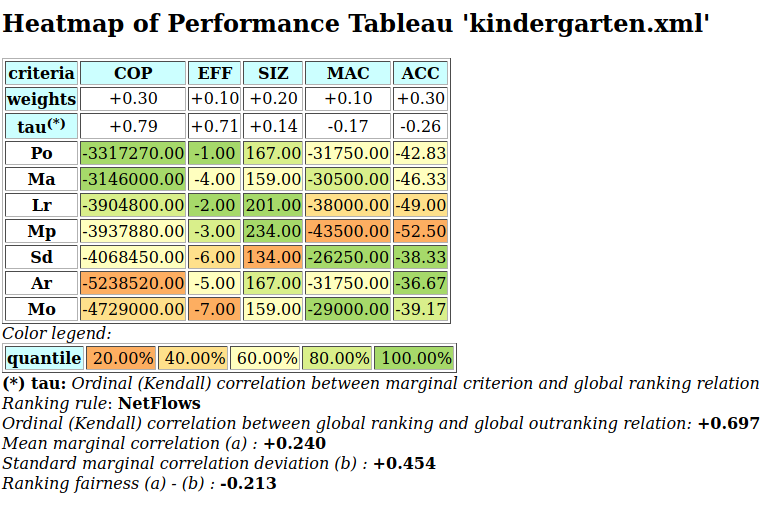 Heatmap of Performance Tableau 'kindergarten.xml'
criteria COP EFF SIZ MAC ACC
weights +0.30 +0.10 +0.20 +0.10 +0.30
tau(*) +0.79 +0.71 +0.14 -0.17 -0.26
Po -3317270.00 -1.00 167.00 -31750.00 -42.83
Ma -3146000.00 -4.00 159.00 -30500.00 -46.33
Lr -3904800.00 -2.00 201.00 -38000.00 -49.00
Mp -3937880.00 -3.00 234.00 -43500.00 -52.50
Sd -4068450.00 -6.00 134.00 -26250.00 -38.33
Ar -5238520.00 -5.00 167.00 -31750.00 -36.67
Mo -4729000.00 -7.00 159.00 -29000.00 -39.17
Color legend:
quantile 20.00% 40.00% 60.00% 80.00% 100.00%
(*) tau: Ordinal (Kendall) correlation between marginal criterion and global ranking relation
Ranking rule: NetFlows
Ordinal (Kendall) correlation between global ranking and global outranking relation: +0.697
Mean marginal correlation (a) : +0.240
Standard marginal correlation deviation (b) : +0.454
Ranking fairness (a) - (b) : -0.213